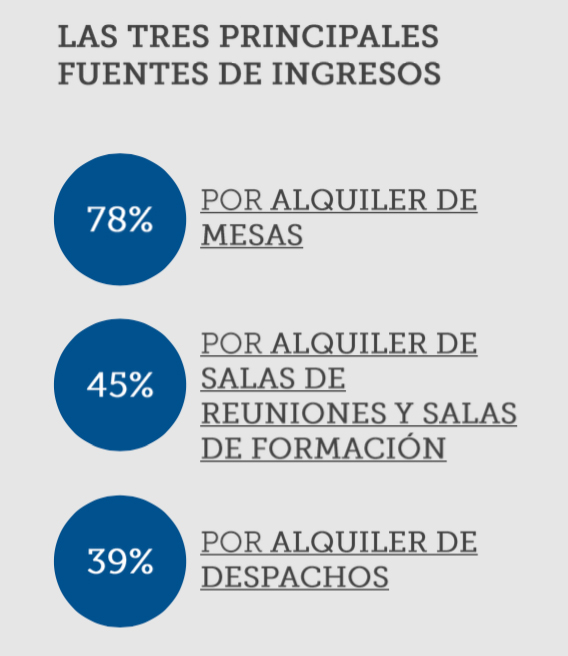 LAS TRES PRINCIPALES
FUENTES DE INGRESOS
78%
POR ALQUILER DE
MESAS
45%
POR ALQUILER DE
SALAS DE
REUNIONES Y SALAS
DE FORMACIÓN
39%
POR ALQUILER DE
DESPACHOS